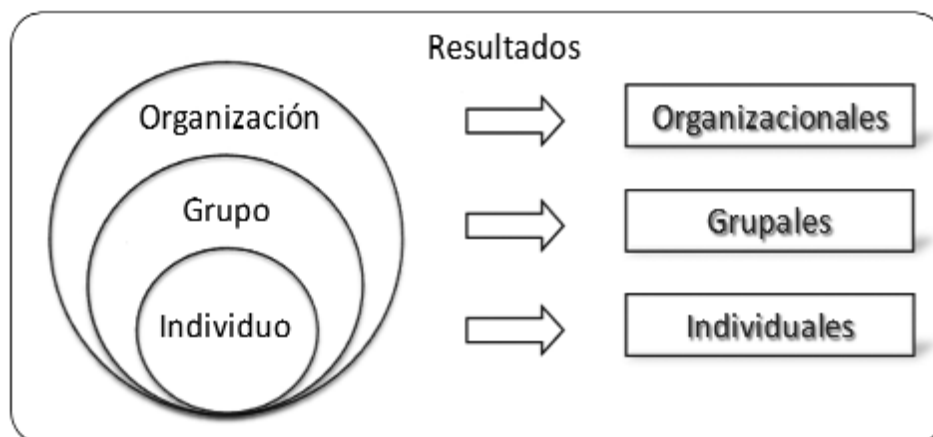 Resultados
Organización
Organizacionales
Grupo
Grupales
Individuo
Individuales